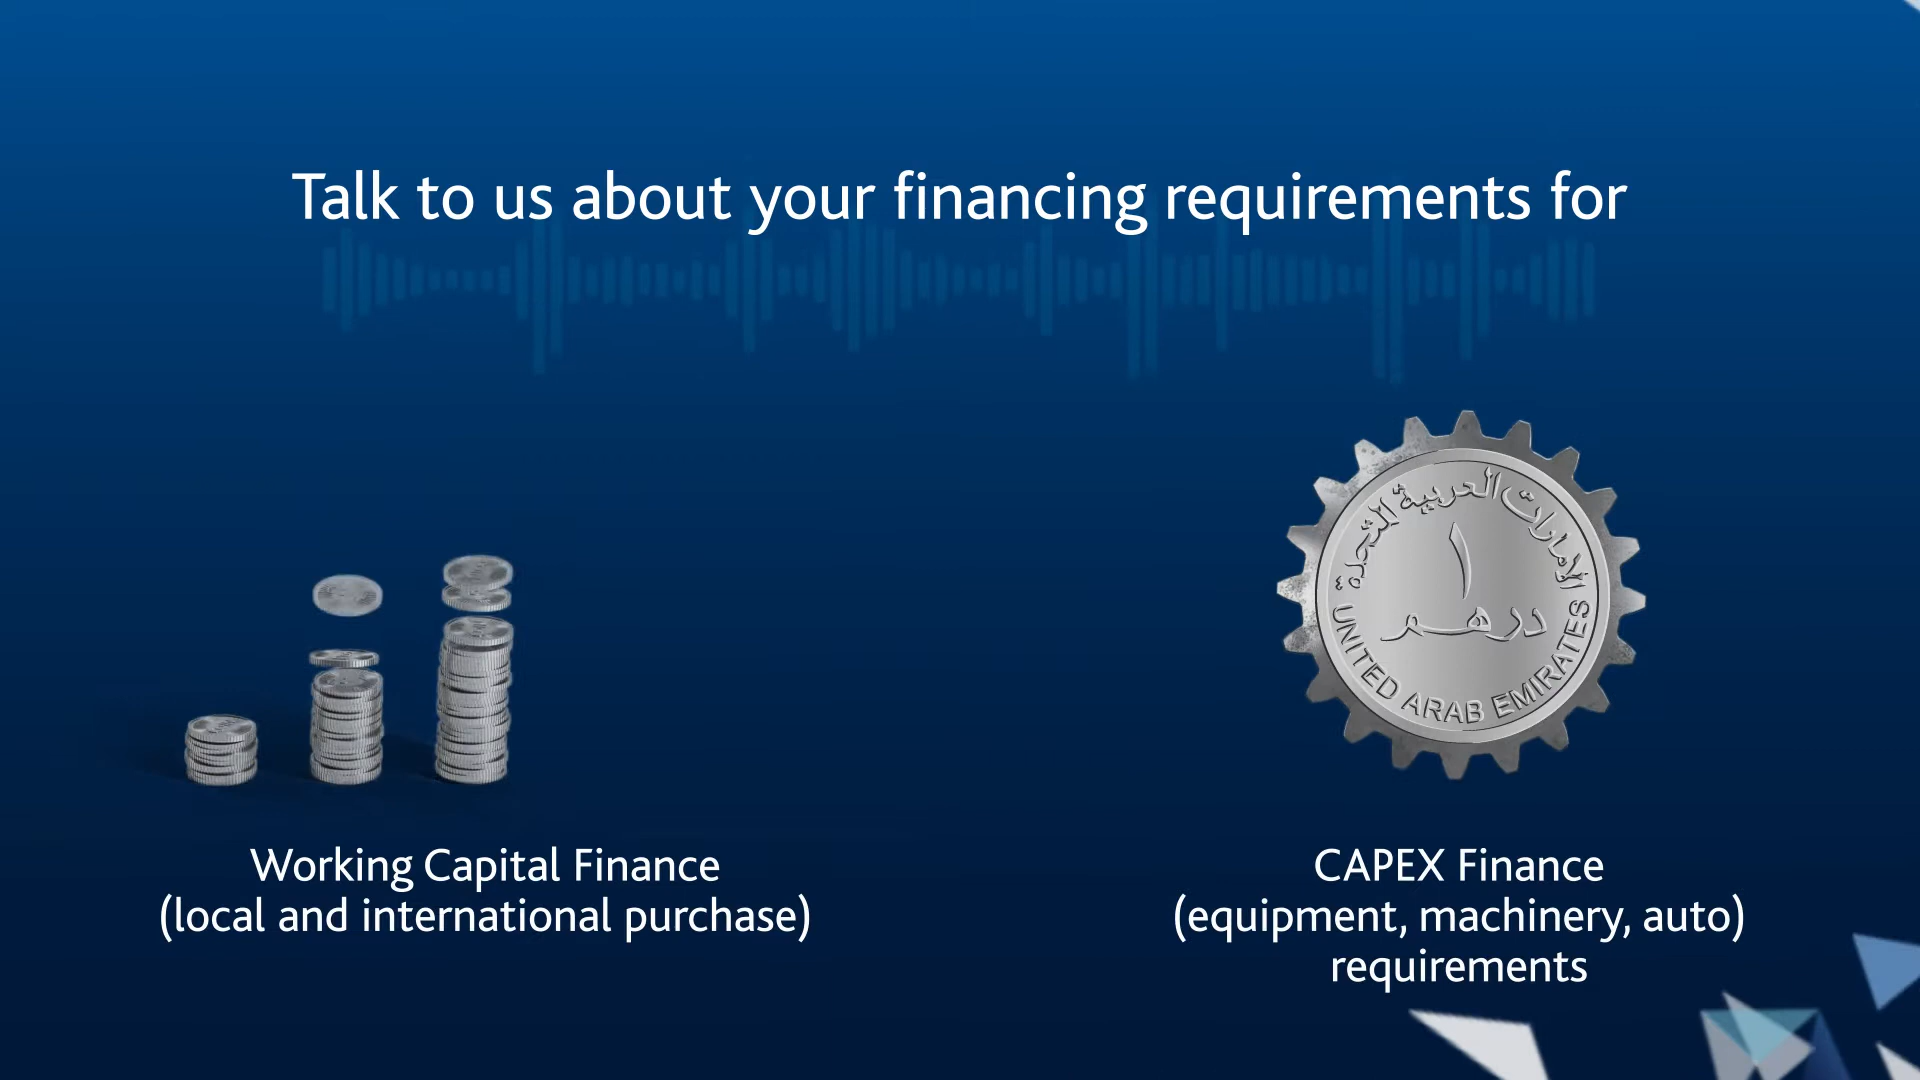 Talk to us about your financing requirements for
الإمارات العربية المتحدة
١
درهم
UNITED ARAB EMIRATES
Working Capital Finance
(local and international purchase)
CAPEX Finance
(equipment, machinery, auto)
requirements